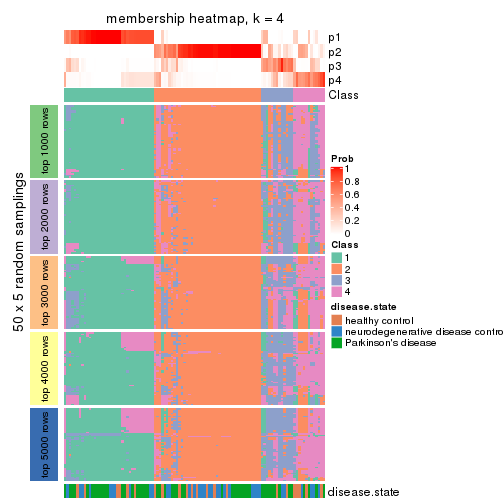 membership heatmap, k = 4
p1
p2
p3
p4
Class
50 x 5 random samplings
top 1000 rows
top 2000 rows
top 3000 rows
top 4000 rows
top 5000 rows
Prob
1
0.8
0.6
0.4
0.2
0
Class
1
2
3
4
disease.state
healthy control
neurodegenerative disease contro
Parkinson's disease
disease.state